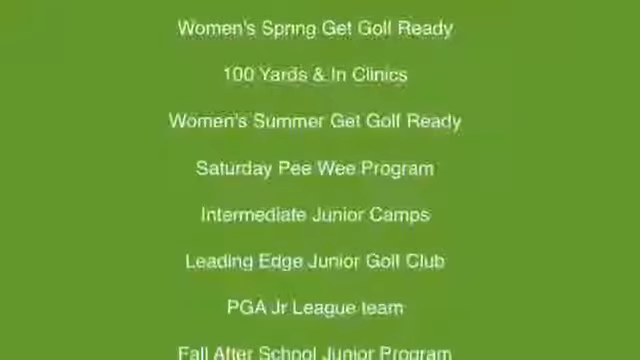 Women's Spring Get Golf Ready
100 Yards & In Clinics
Women's Summer Get Golf Ready
Saturday Pee Wee Program
Intermediate Junior Camps
Leading Edge Junior Golf Club
PGA Jr League team
Fall After School Junior Program